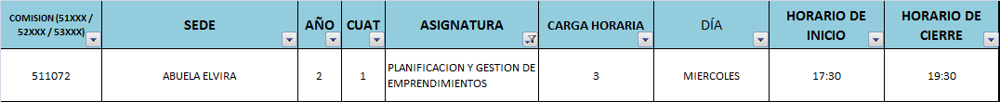 COMISION (51XXX / 52XXX / 53XXX) SEDE AÑO CUAT ASIGNATURA CARGA HORARIA DÍA HORARIO DE INICIO HORARIO DE CIERRE
511072 ABUELA ELVIRA 2 1 PLANIFICACION Y GESTION DE EMPRENDIMIENTOS 3 MIERCOLES 17:30 19:30